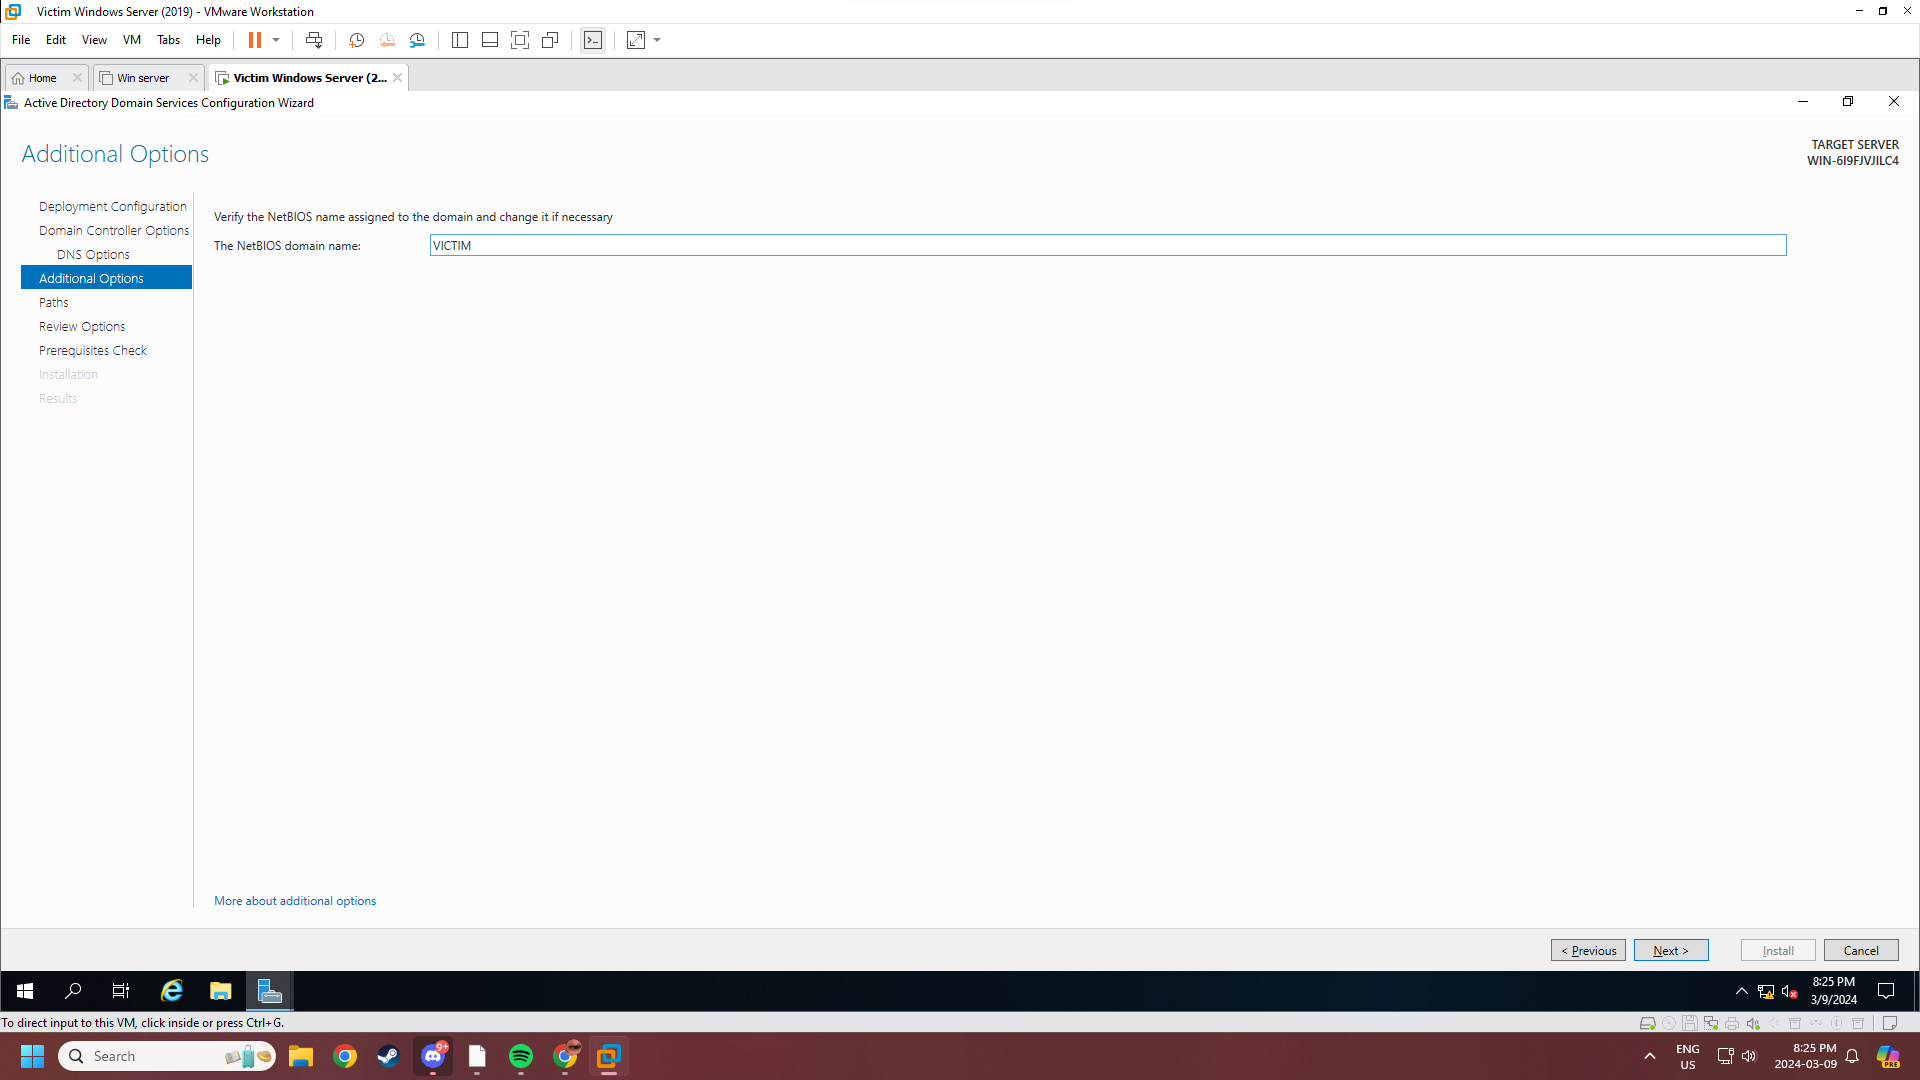 Victim Windows Server (2019) - VMware Workstation
File Edit View VM Tabs Help
Home Win server Victim Windows Server (2...
Active Directory Domain Services Configuration Wizard
Additional Options
TARGET SERVER
WIN-6I9FJVJILC4
Deployment Configuration
Domain Controller Options
DNS Options
Additional Options
Paths
Review Options
Prerequisites Check
Installation
Results
Verify the NetBIOS name assigned to the domain and change it if necessary
The NetBIOS domain name: VICTIM
More about additional options
< Previous Next > Install Cancel
8:25 PM
3/9/2024
To direct input to this VM, click inside or press Ctrl+G.
Search
9+
ENG
US
8:25 PM
2024-03-09
PRE